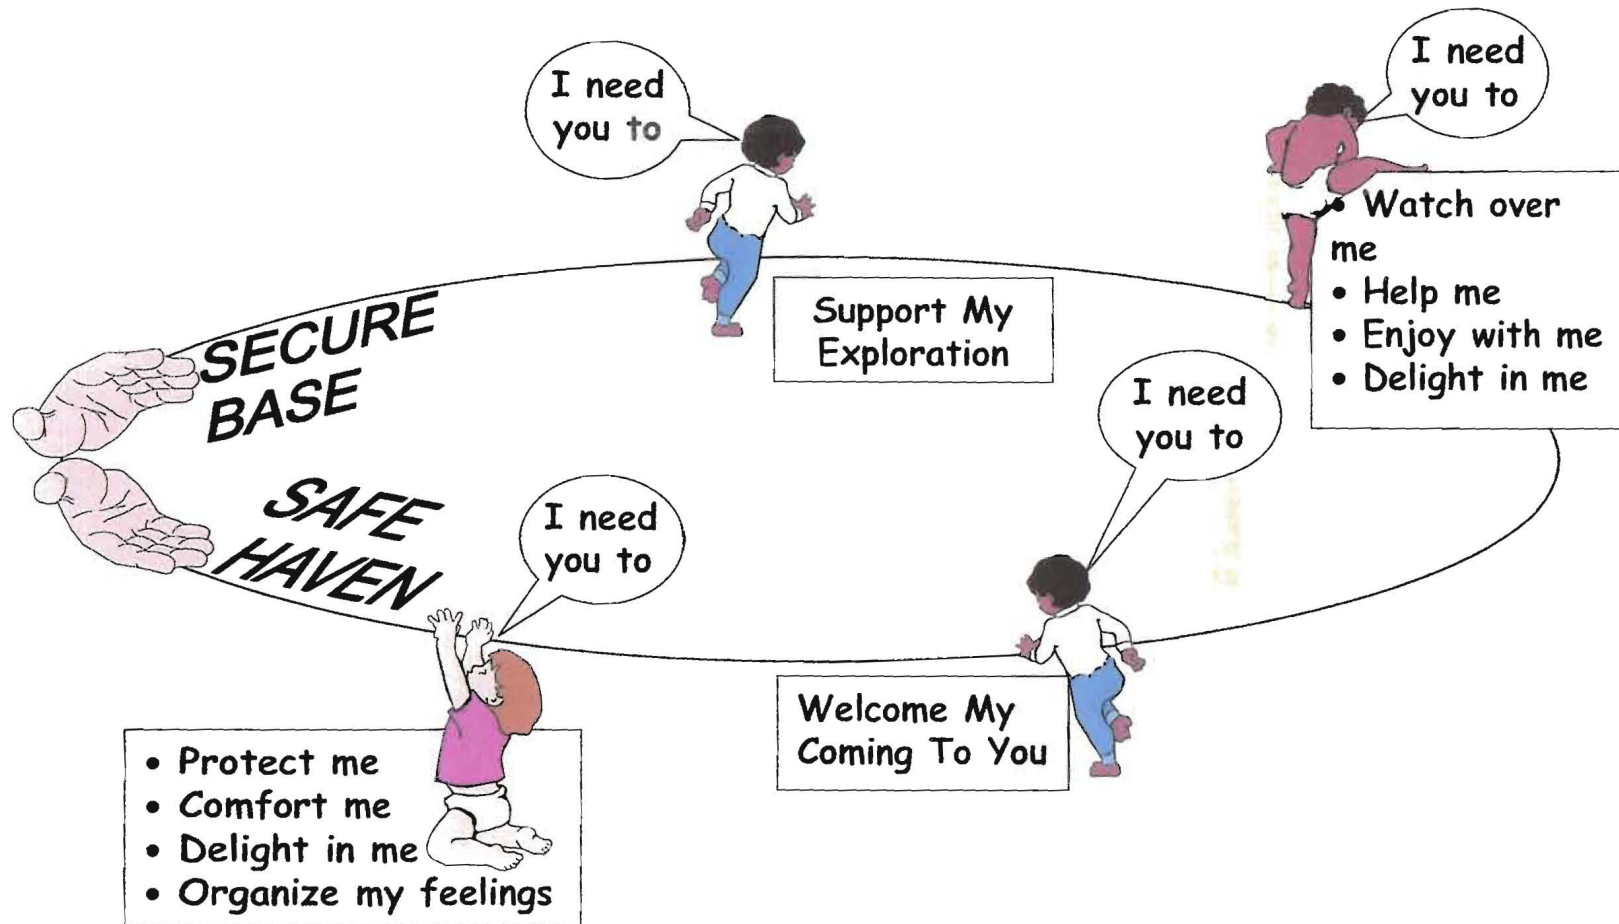 I need
you to
I need
you to
• Watch over
me
• Help me
• Enjoy with me
• Delight in me
Support My
Exploration
SECURE
BASE
I need
you to
SAFE
HAVEN
I need
you to
Welcome My
Coming To You
• Protect me
• Comfort me
• Delight in me
• Organize my feelings